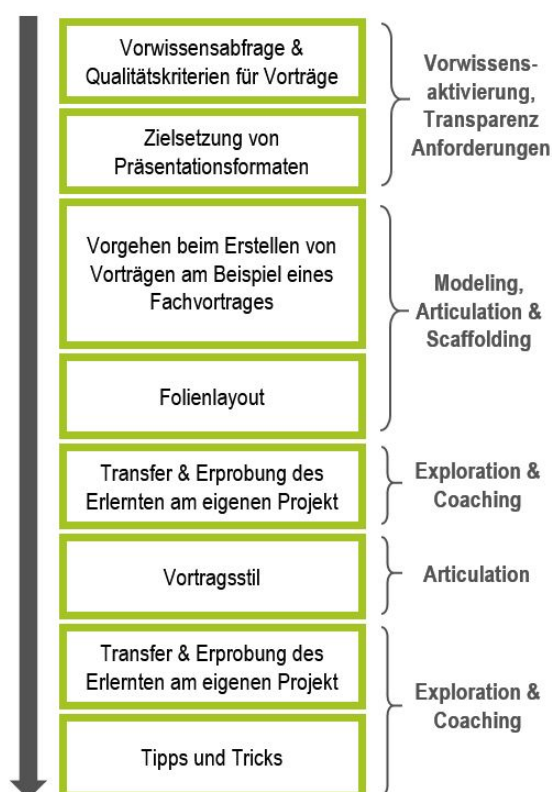 Vorwissensabfrage &
Qualitätskriterien für Vorträge
Zielsetzung von
Präsentationsformaten
Vorwissens-
aktivierung,
Transparenz
Anforderungen
Vorgehen beim Erstellen von
Vorträgen am Beispiel eines
Fachvortrages
Folienlayout
Modeling,
Articulation &
Scaffolding
Transfer & Erprobung des
Erlernten am eigenen Projekt
Exploration &
Coaching
Vortragsstil
Articulation
Transfer & Erprobung des
Erlernten am eigenen Projekt
Tipps und Tricks
Exploration &
Coaching